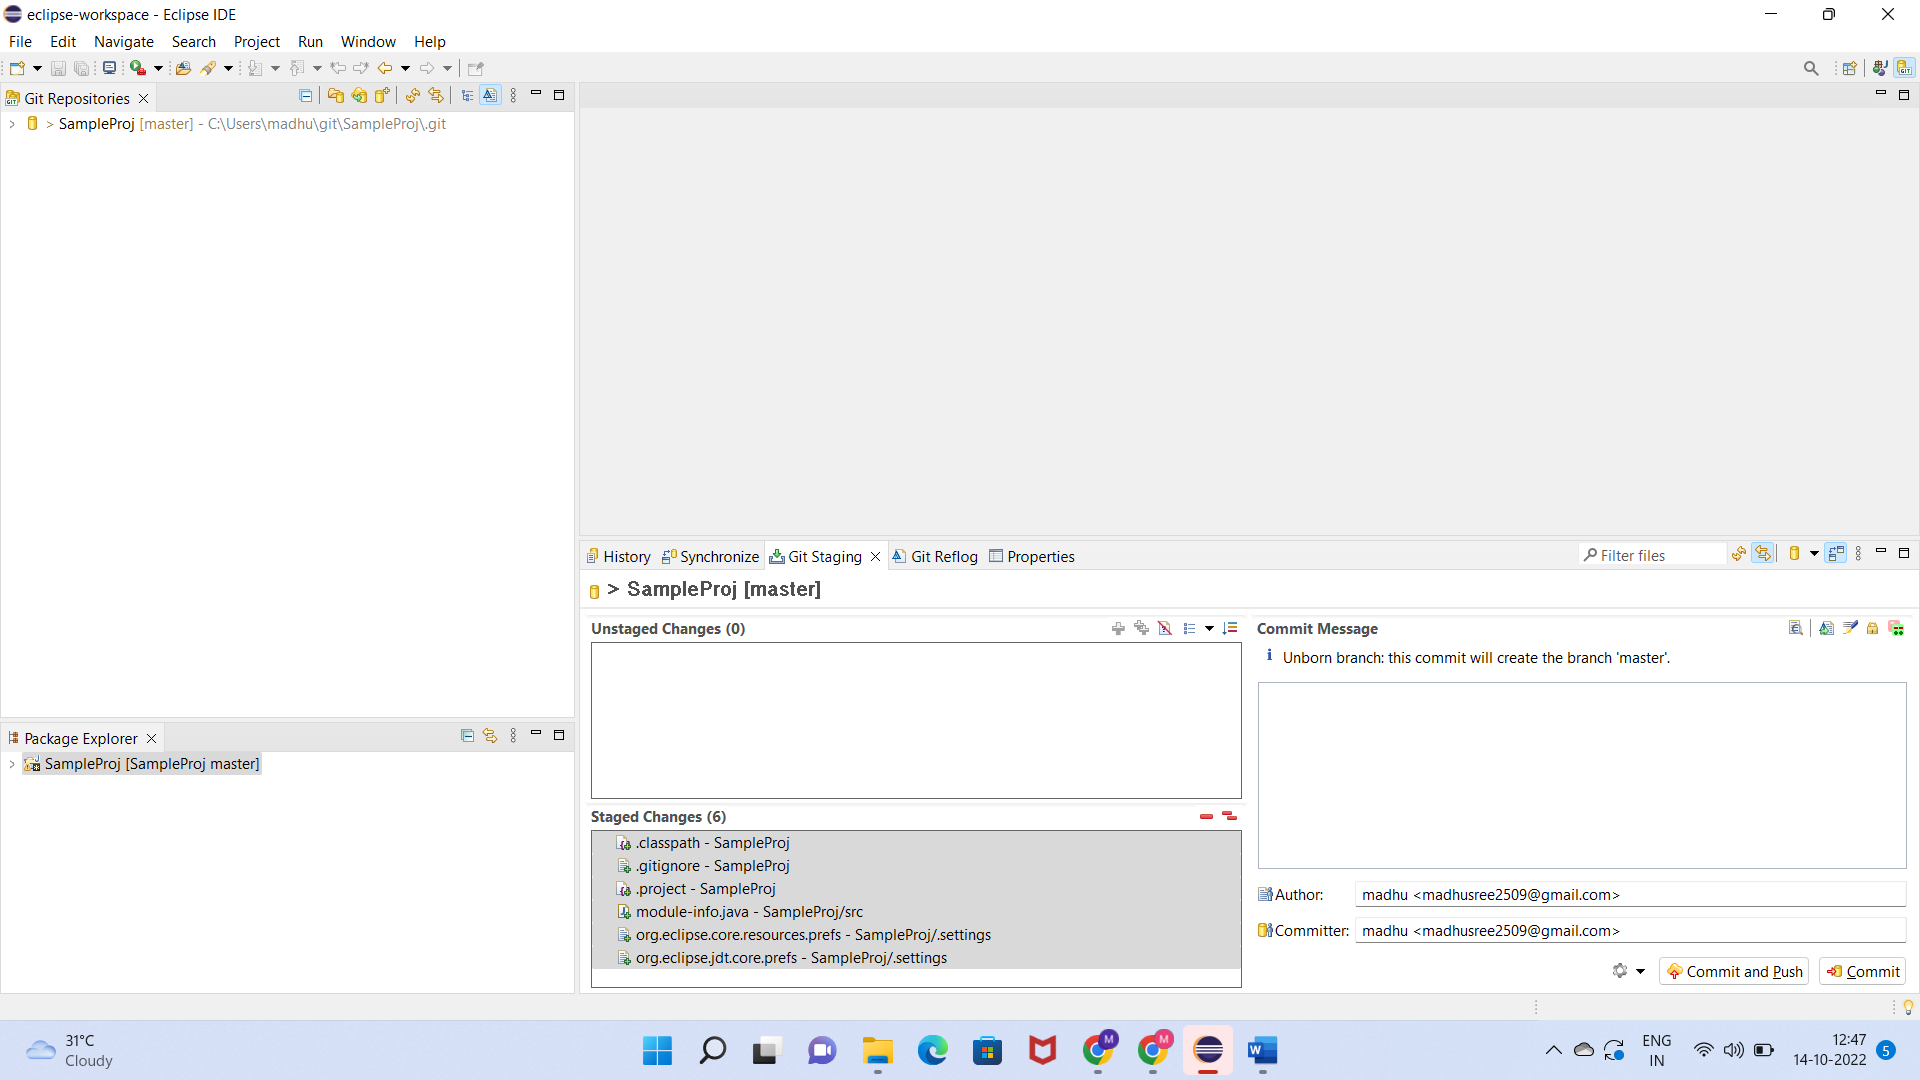 eclipse-workspace - Eclipse IDE
File Edit Navigate Search Project Run Window Help
Git Repositories
> SampleProj [master] - C:\Users\madhu\git\SampleProj\.git
Package Explorer
SampleProj [SampleProj master]
History Synchronize Git Staging Git Reflog Properties
Filter files
> SampleProj [master]
Unstaged Changes (0)
Staged Changes (6)
.classpath - SampleProj
.gitignore - SampleProj
.project - SampleProj
module-info.java - SampleProj/src
org.eclipse.core.resources.prefs - SampleProj/.settings
org.eclipse.jdt.core.prefs - SampleProj/.settings
Commit Message
Unborn branch: this commit will create the branch 'master'.
Author: madhu <madhusree2509@gmail.com>
Committer: madhu <madhusree2509@gmail.com>
Commit and Push Commit
31°C
Cloudy
ENG
IN
12:47
14-10-2022
5